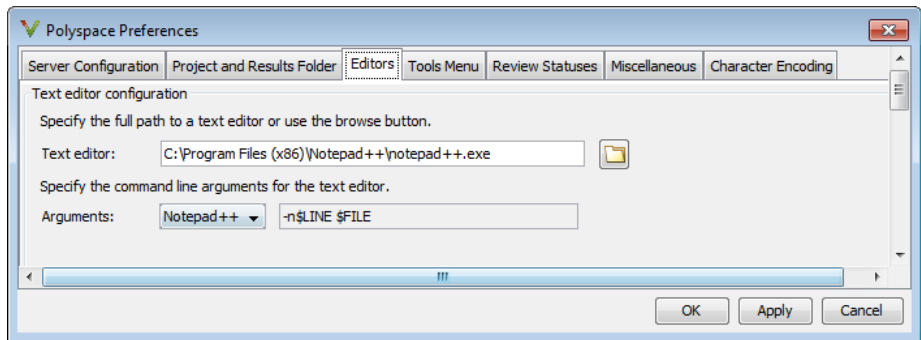 Polyspace Preferences
Server Configuration Project and Results Folder Editors Tools Menu Review Statuses Miscellaneous Character Encoding
Text editor configuration
Specify the full path to a text editor or use the browse button.
Text editor: C:\Program Files (x86)\Notepad++\notepad++.exe
Specify the command line arguments for the text editor.
Arguments: Notepad++ -n$LINE $FILE
OK Apply Cancel